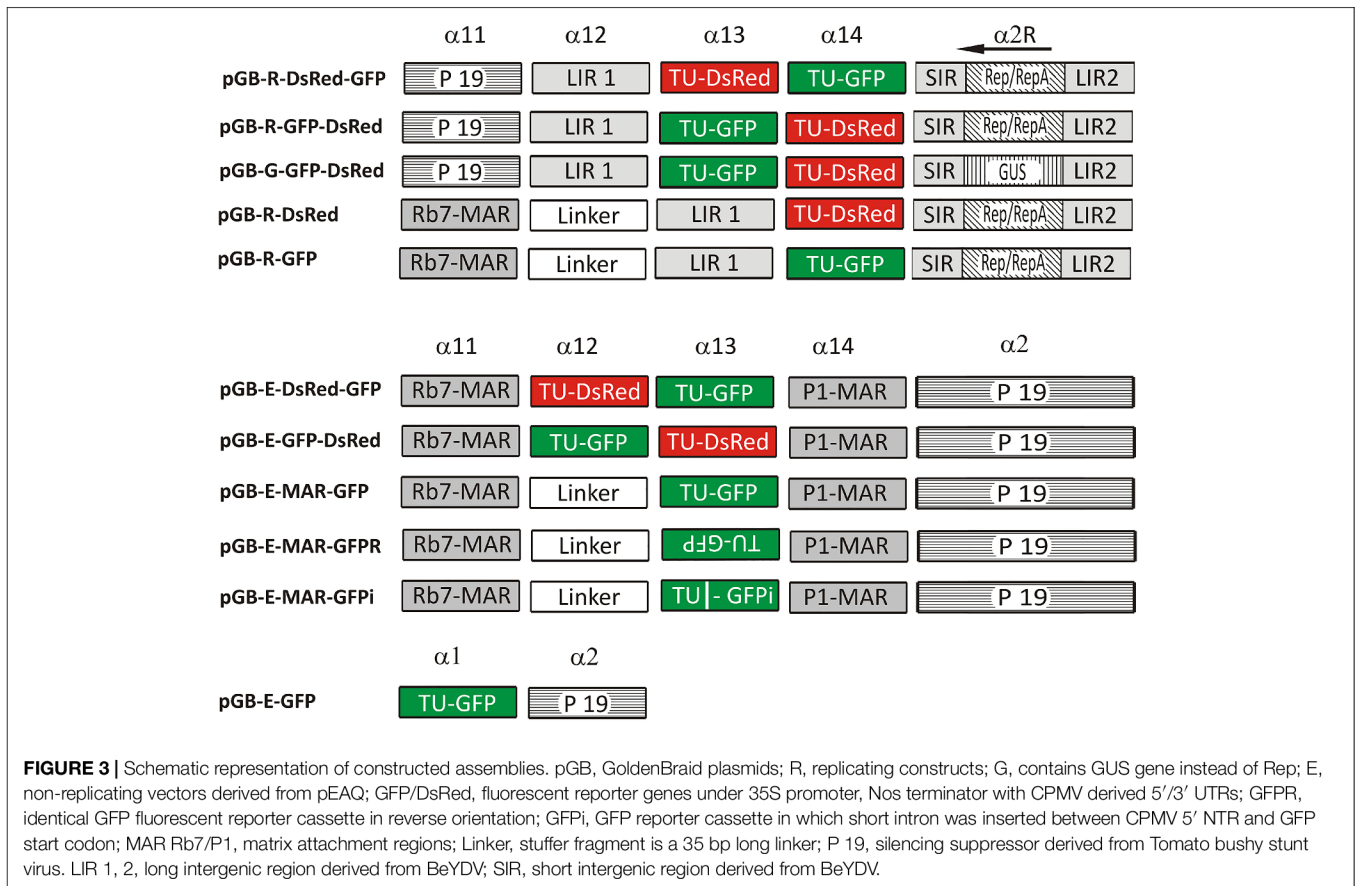 α11 α12 α13 α14 α2R
pGB-R-DsRed-GFP P 19 LIR 1 TU-DsRed TU-GFP SIR Rep/RepA LIR2
pGB-R-GFP-DsRed P 19 LIR 1 TU-GFP TU-DsRed SIR Rep/RepA LIR2
pGB-G-GFP-DsRed P 19 LIR 1 TU-GFP TU-DsRed SIR GUS LIR2
pGB-R-DsRed Rb7-MAR Linker LIR 1 TU-DsRed SIR Rep/RepA LIR2
pGB-R-GFP Rb7-MAR Linker LIR 1 TU-GFP SIR Rep/RepA LIR2
α11 α12 α13 α14 α2
pGB-E-DsRed-GFP Rb7-MAR TU-DsRed TU-GFP P1-MAR P 19
pGB-E-GFP-DsRed Rb7-MAR TU-GFP TU-DsRed P1-MAR P 19
pGB-E-MAR-GFP Rb7-MAR Linker TU-GFP P1-MAR P 19
pGB-E-MAR-GFPR Rb7-MAR Linker TU-GFP P1-MAR P 19
pGB-E-MAR-GFPi Rb7-MAR Linker TU - GFPi P1-MAR P 19
α1 α2
pGB-E-GFP TU-GFP P 19
FIGURE 3 | Schematic representation of constructed assemblies. pGB, GoldenBraid plasmids; R, replicating constructs; G, contains GUS gene instead of Rep; E,
non-replicating vectors derived from pEAQ; GFP/DsRed, fluorescent reporter genes under 35S promoter, Nos terminator with CPMV derived 5′/3′ UTRs; GFPR,
identical GFP fluorescent reporter cassette in reverse orientation; GFPi, GFP reporter cassette in which short intron was inserted between CPMV 5′ NTR and GFP
start codon; MAR Rb7/P1, matrix attachment regions; Linker, stuffer fragment is a 35 bp long linker; P 19, silencing suppressor derived from Tomato bushy stunt
virus. LIR 1, 2, long intergenic region derived from BeYDV; SIR, short intergenic region derived from BeYDV.